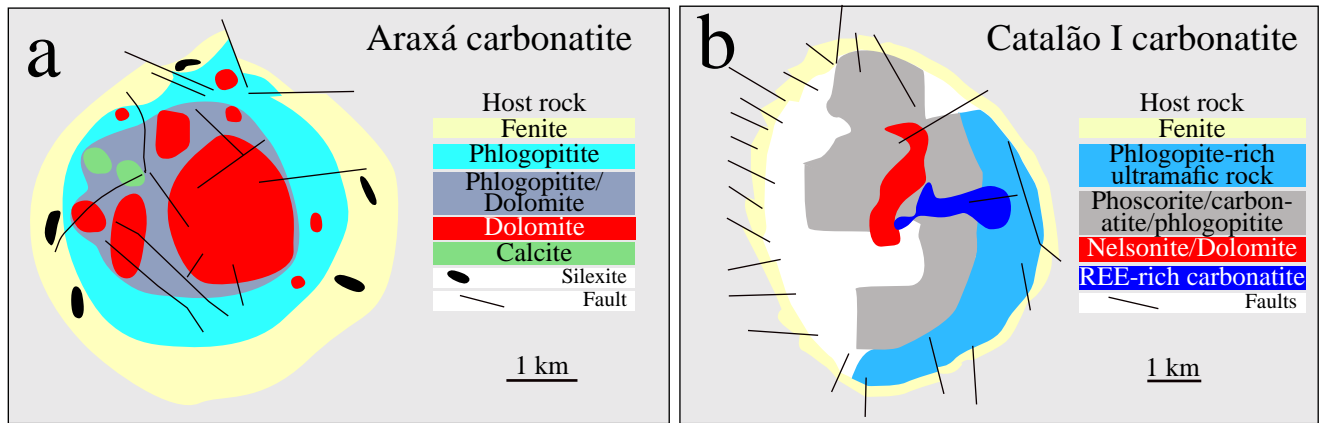 a
Araxá carbonatite
Host rock
Fenite
Phlogopitite
Phlogopitite/
Dolomite
Dolomite
Calcite
Silexite
Fault
1 km
b
Catalão I carbonatite
Host rock
Fenite
Phlogopite-rich
ultramafic rock
Phoscorite/carbon-
atite/phlogopitite
Nelsonite/Dolomite
REE-rich carbonatite
Faults
1 km